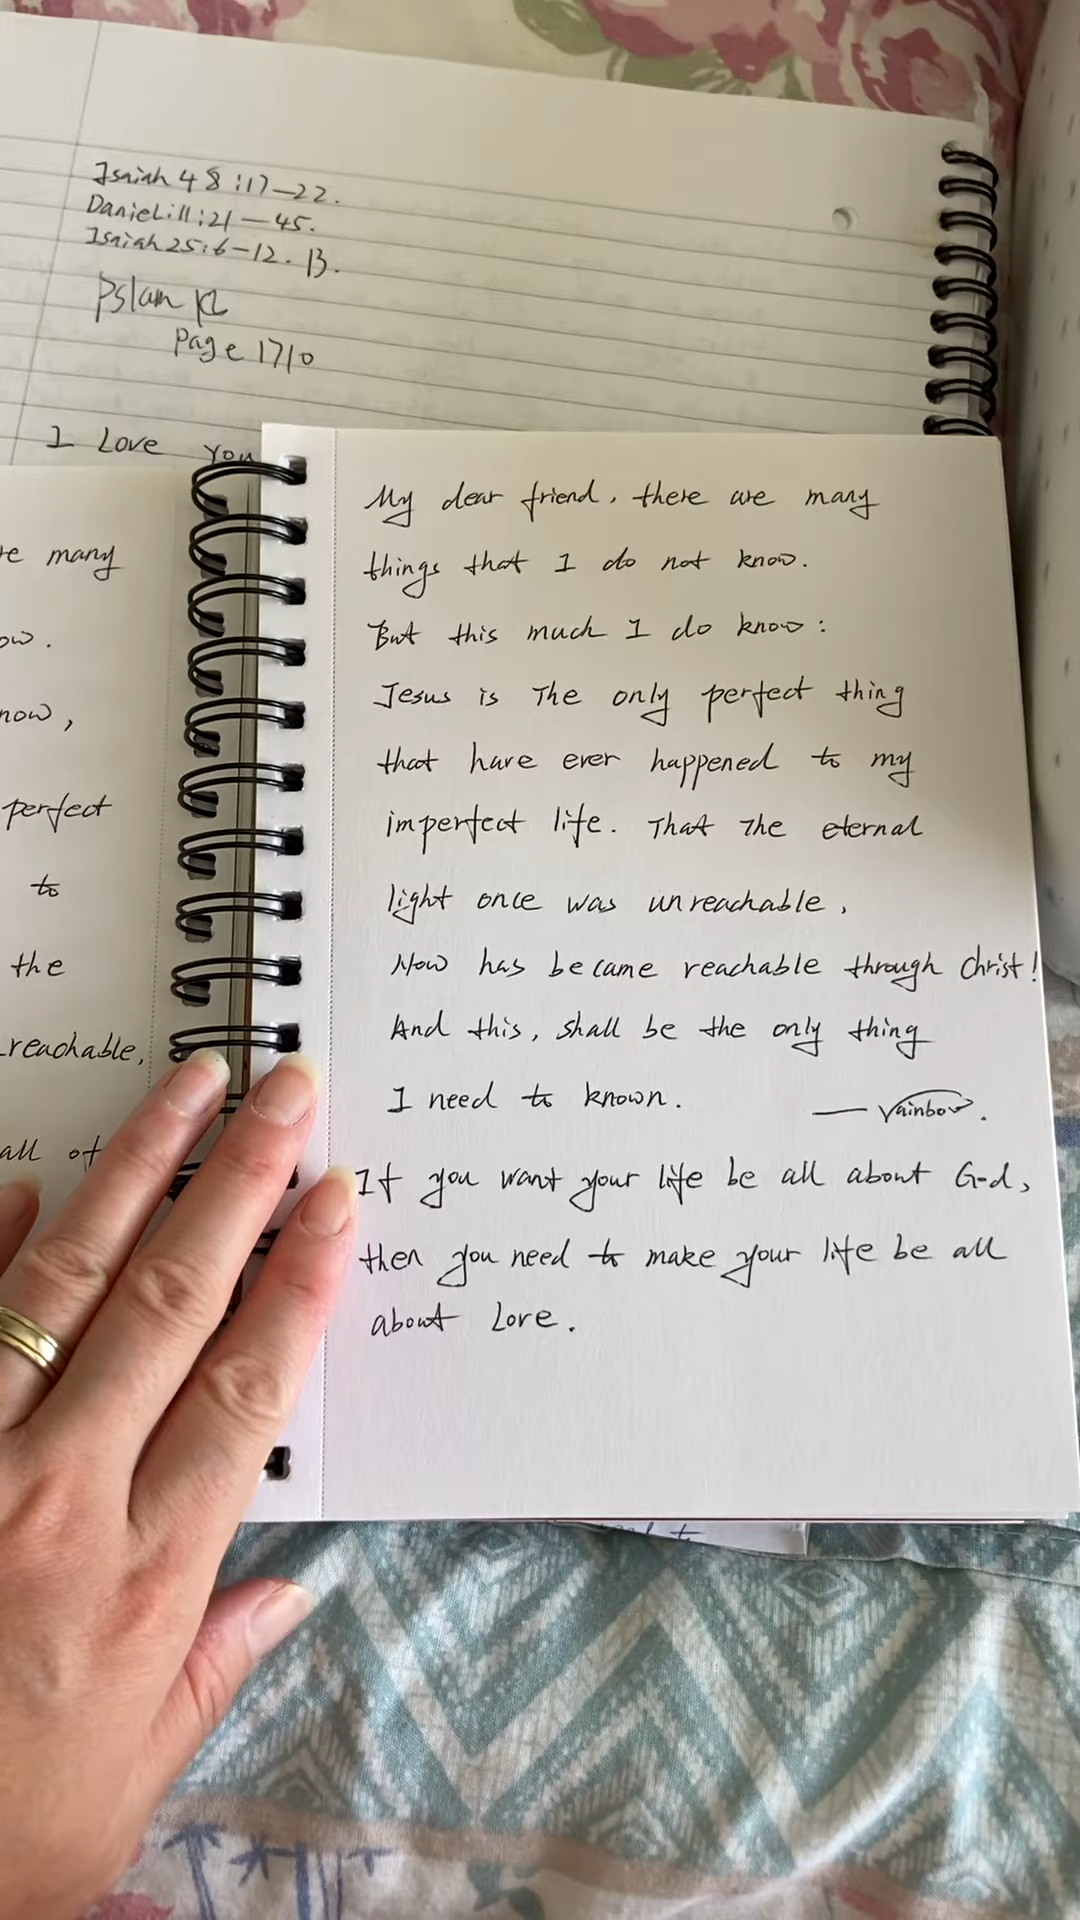 Isaiah 48:17—22.
Daniel 11:21—45.
Isaiah 25:6—12. 13.
Pslam
Page 1710
I Love you
re many
ow.
now,
perfect
to
the
reachable,
all of
My dear friend, there are many
things that I do not know.
But this much I do know:
Jesus is The only perfect thing
that have ever happened to my
imperfect life. That The eternal
light once was unreachable,
Now has became reachable through Christ!
And this, shall be the only thing
I need to known.
— rainbow.
If you want your life be all about G-d,
then you need to make your life be all
about Love.